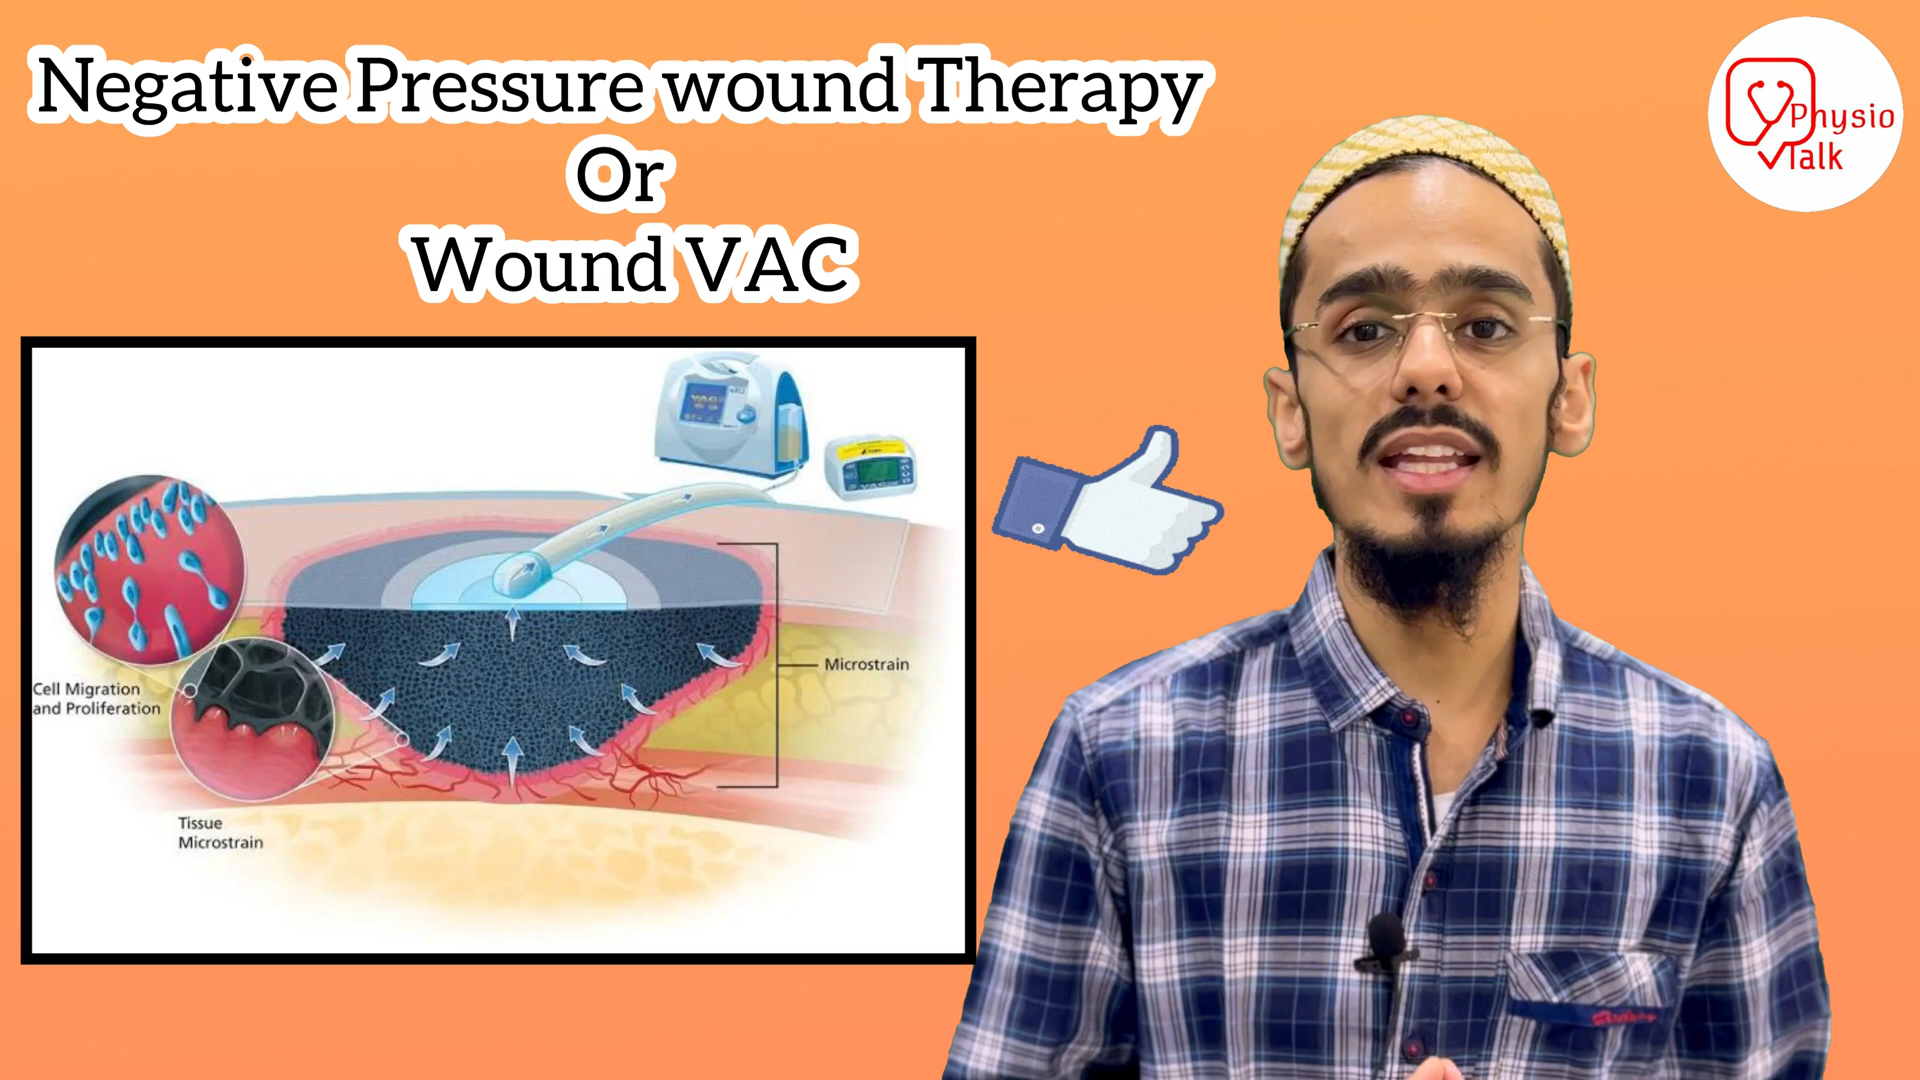 Negative Pressure wound Therapy
Or
Wound VAC
Physio
Talk
Microstrain
Cell Migration
and Proliferation
Tissue
Microstrain